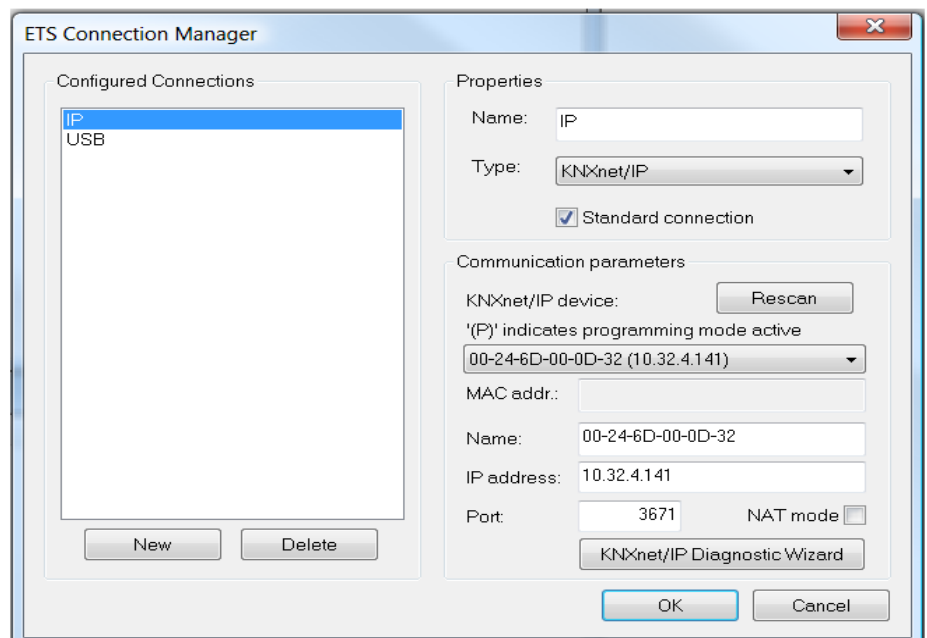 ETS Connection Manager
Configured Connections
IP
USB
New
Delete
Properties
Name:
IP
Type:
KNXnet/IP
Standard connection
Communication parameters
KNXnet/IP device:
Rescan
'(P)' indicates programming mode active
00-24-6D-00-0D-32 (10.32.4.141)
MAC addr.:
Name:
00-24-6D-00-0D-32
IP address:
10.32.4.141
Port:
3671
NAT mode
KNXnet/IP Diagnostic Wizard
OK
Cancel